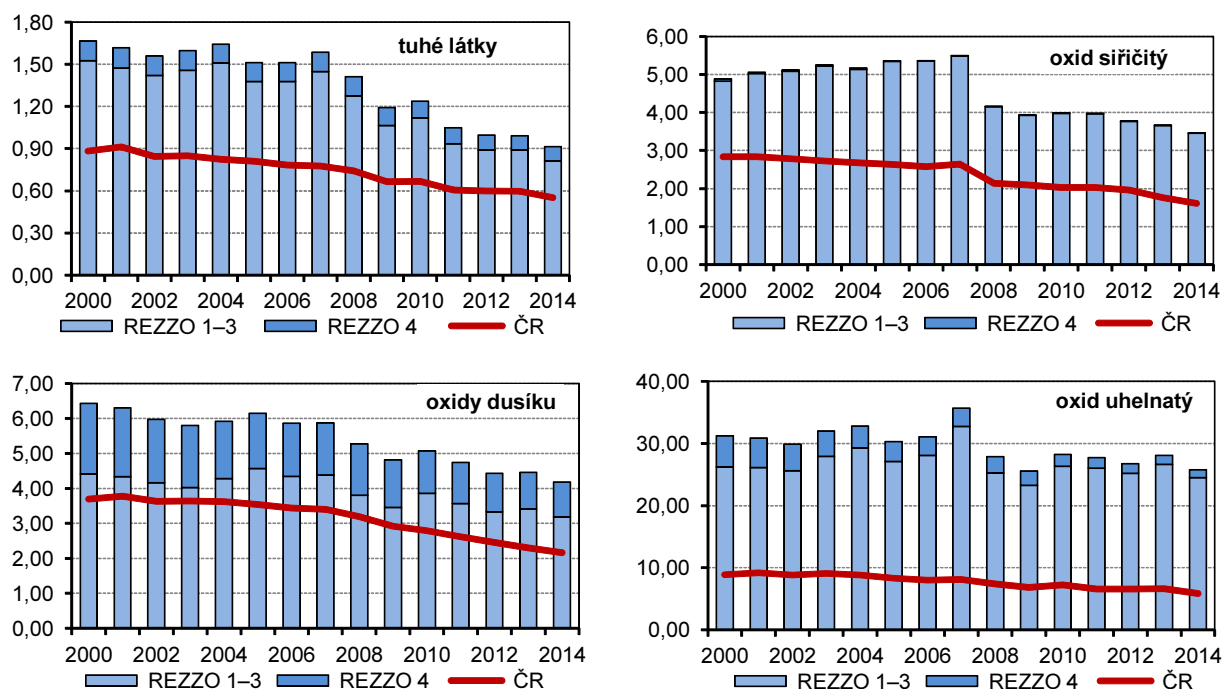 tuhé látky
1,80
1,50
1,20
0,90
0,60
0,30
0,00
2000 2002 2004 2006 2008 2010 2012 2014
REZZO 1–3 REZZO 4 ČR
oxid siřičitý
6,00
5,00
4,00
3,00
2,00
1,00
0,00
2000 2002 2004 2006 2008 2010 2012 2014
REZZO 1–3 REZZO 4 ČR
oxidy dusíku
7,00
6,00
5,00
4,00
3,00
2,00
1,00
0,00
2000 2002 2004 2006 2008 2010 2012 2014
REZZO 1–3 REZZO 4 ČR
oxid uhelnatý
40,00
30,00
20,00
10,00
0,00
2000 2002 2004 2006 2008 2010 2012 2014
REZZO 1–3 REZZO 4 ČR